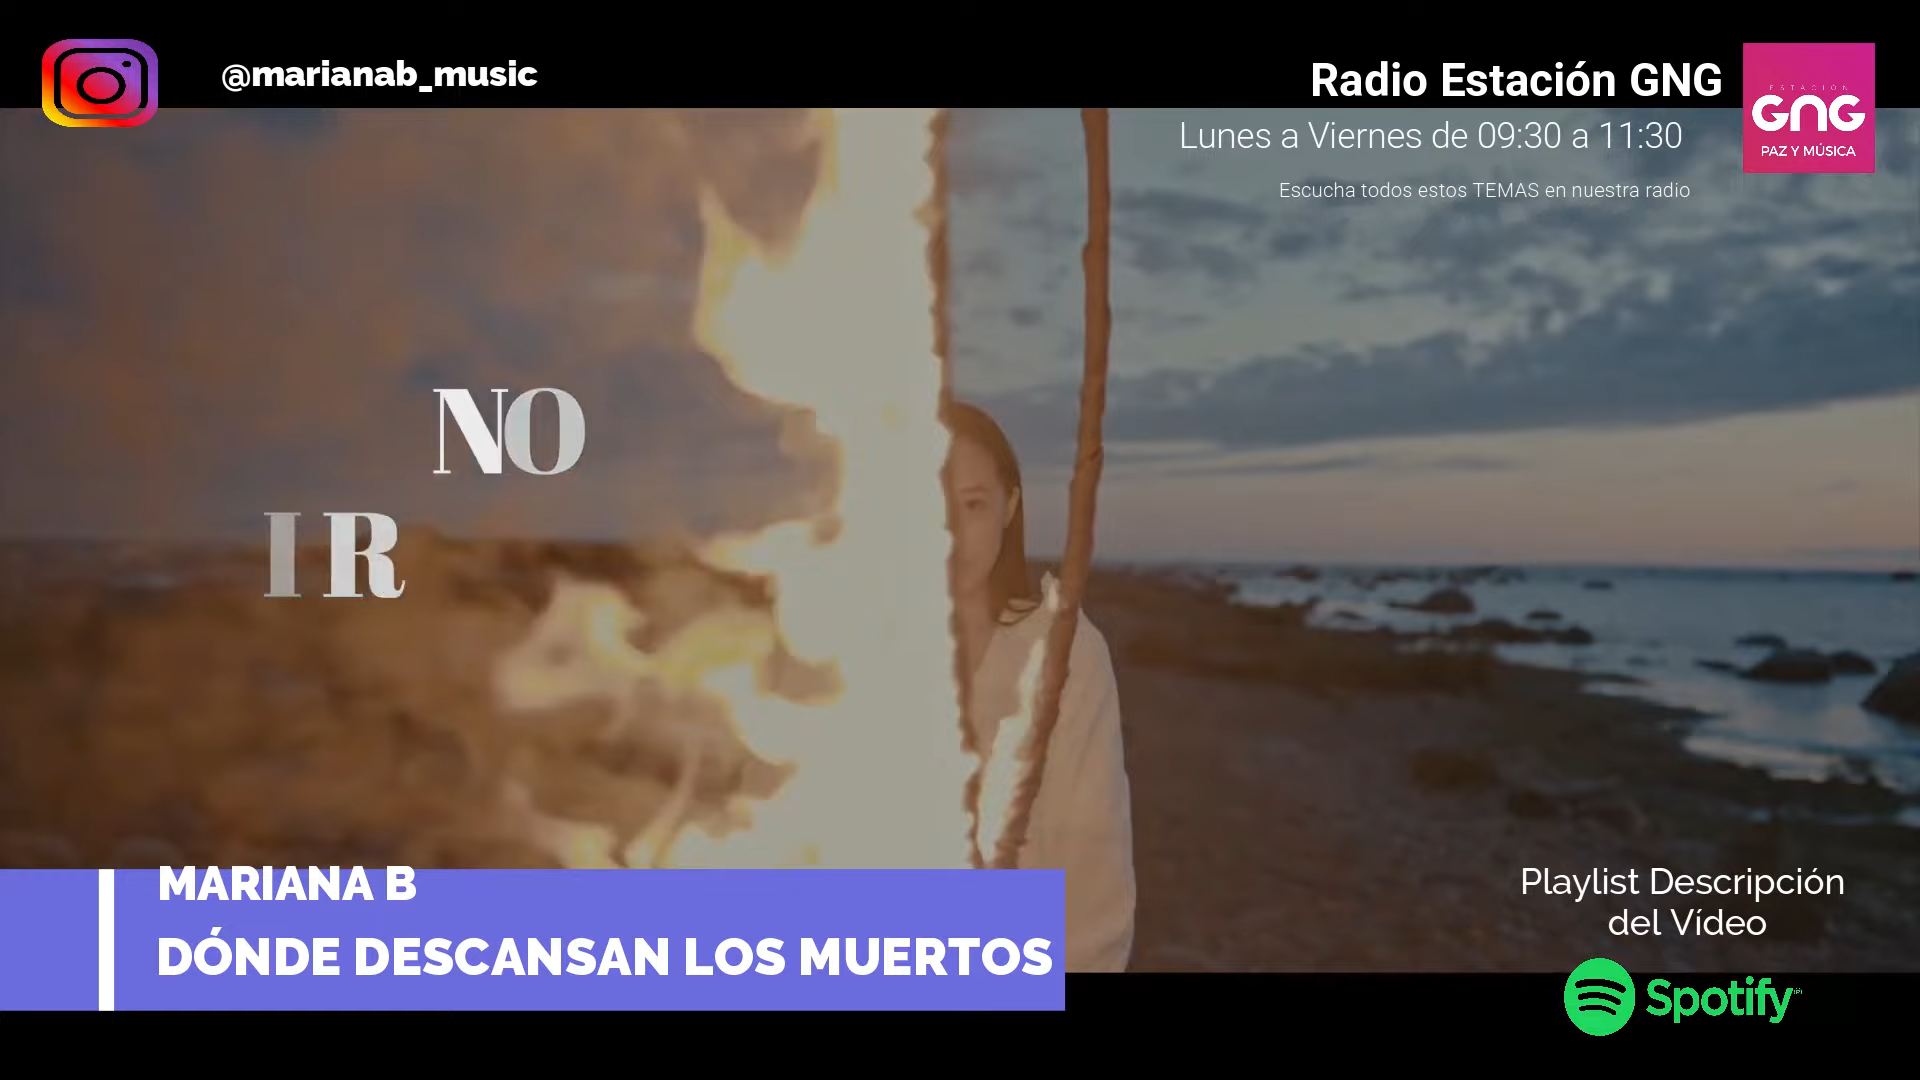 @marianab_music
Radio Estación GNG
ESTACIÓN
GNG
PAZ Y MÚSICA
Lunes a Viernes de 09:30 a 11:30
Escucha todos estos TEMAS en nuestra radio
NO
IR
MARIANA B
DÓNDE DESCANSAN LOS MUERTOS
Playlist Descripción
del Vídeo
Spotify